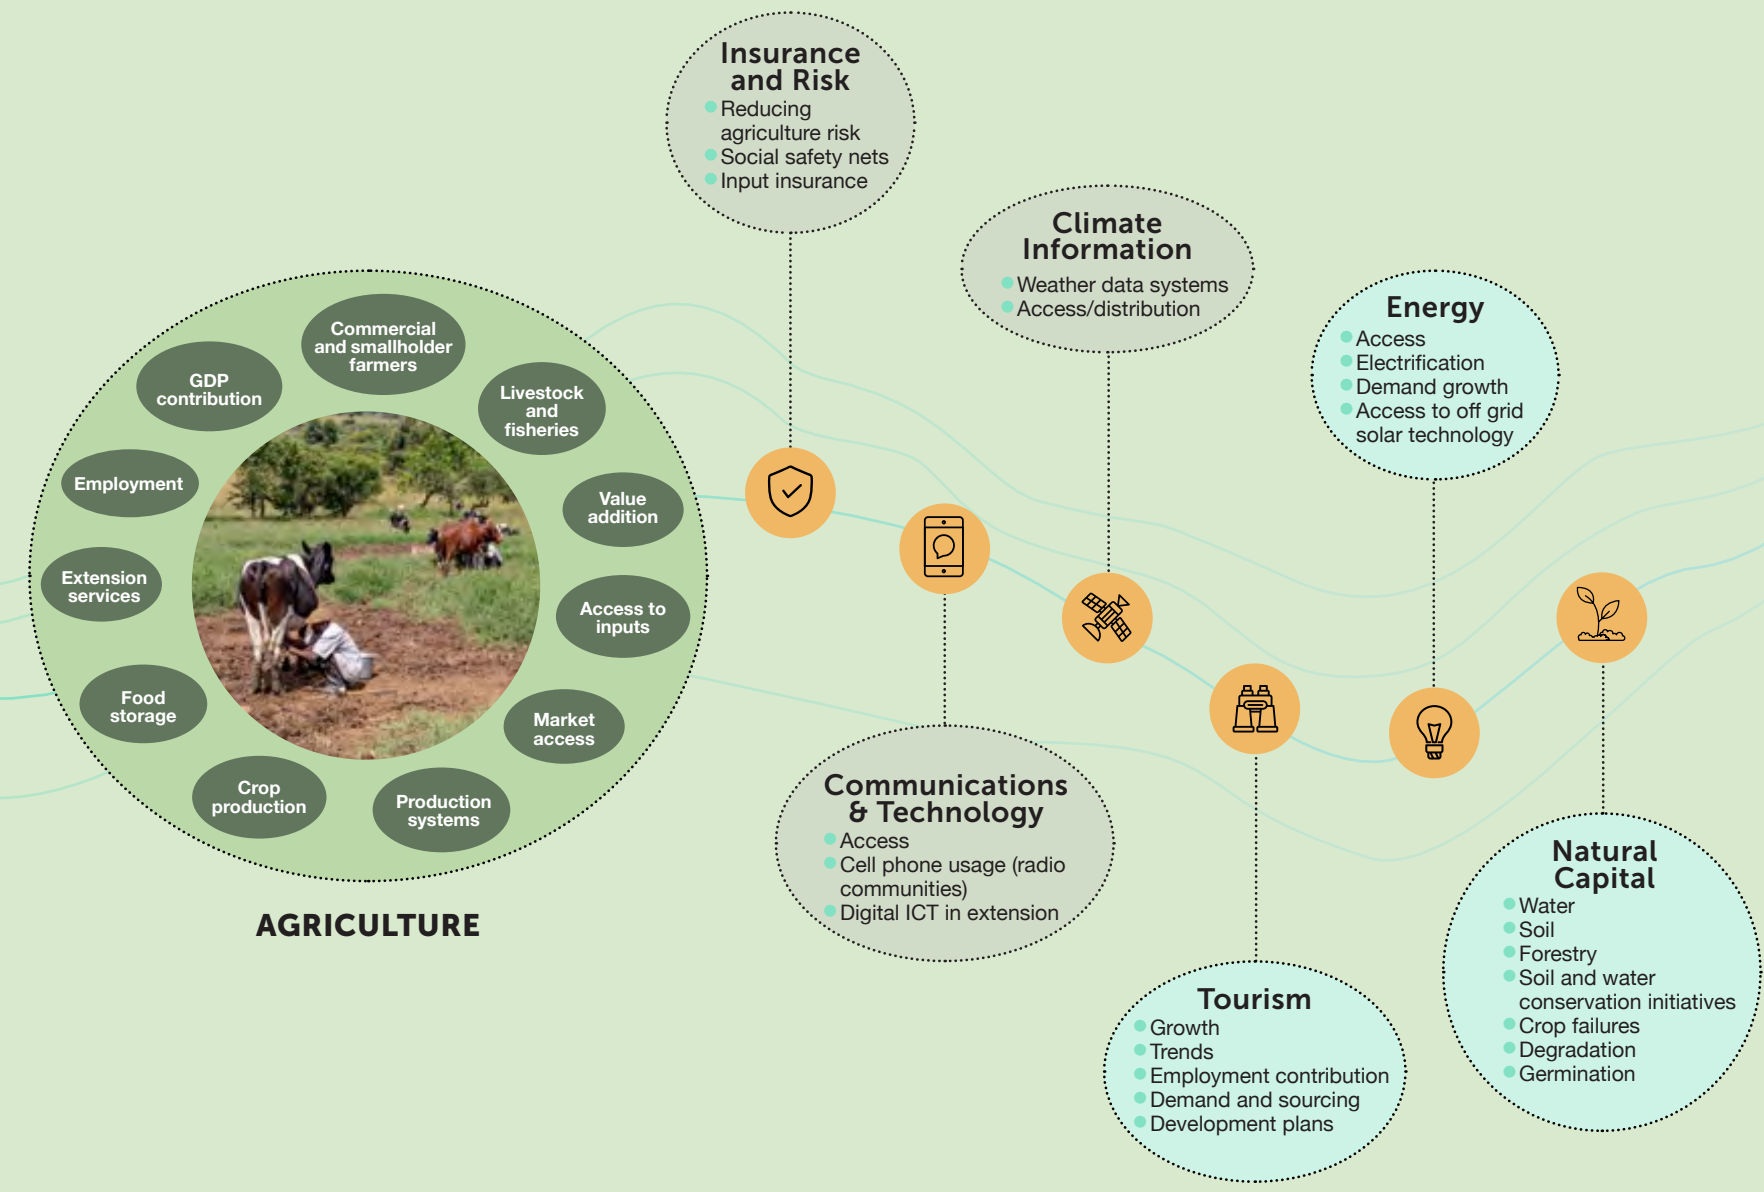 Insurance
and Risk
Reducing
agriculture risk
Social safety nets
Input insurance
Climate
Information
Weather data systems
Access/distribution
Energy
Access
Electrification
Demand growth
Access to off grid
solar technology
Commercial
and smallholder
farmers
GDP
contribution
Livestock
and
fisheries
Employment
Value
addition
Extension
services
Access to
inputs
Food
storage
Market
access
Crop
production
Production
systems
AGRICULTURE
Communications
& Technology
Access
Cell phone usage (radio
communities)
Digital ICT in extension
Tourism
Growth
Trends
Employment contribution
Demand and sourcing
Development plans
Natural
Capital
Water
Soil
Forestry
Soil and water
conservation initiatives
Crop failures
Degradation
Germination